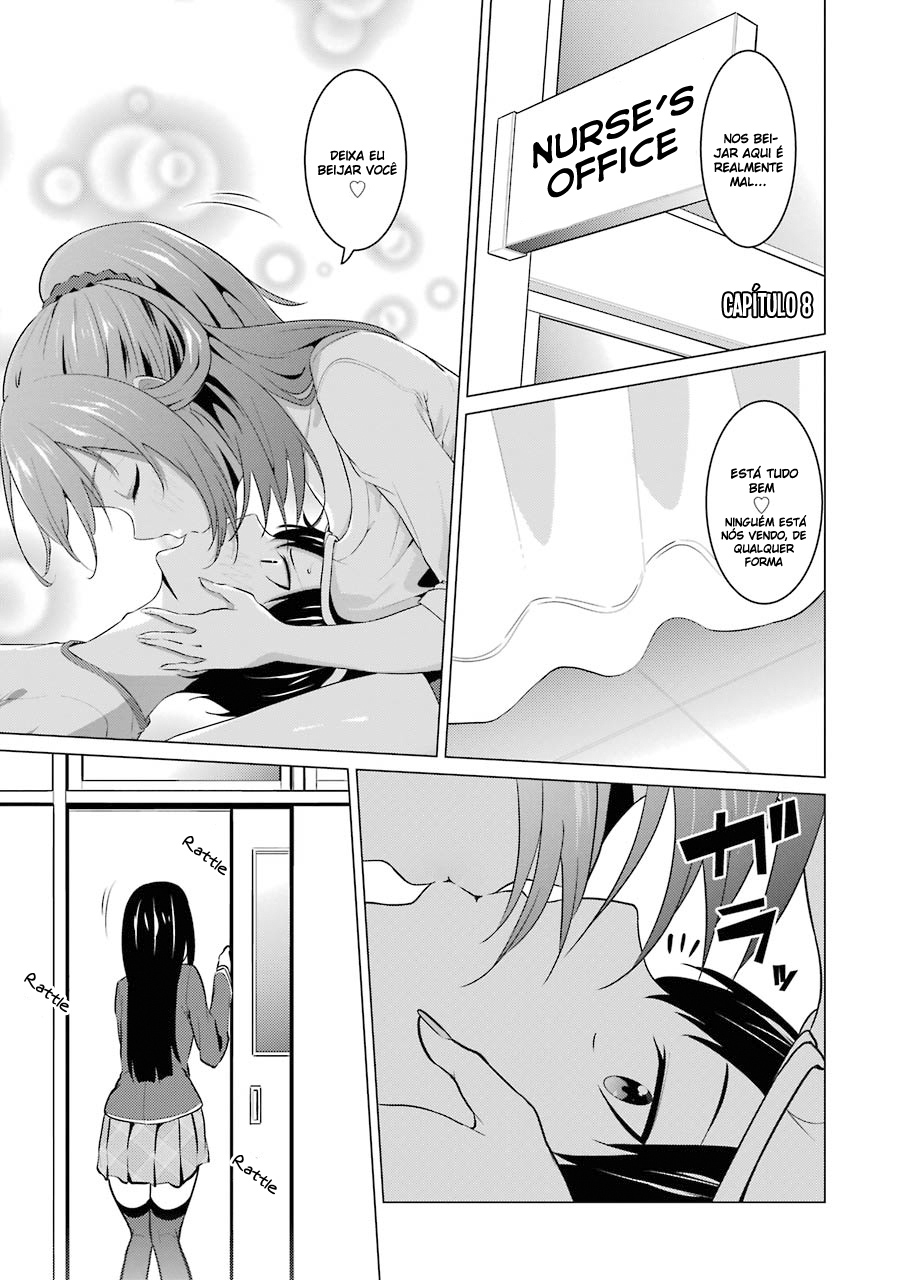 NURSE'S
OFFICE
NOS BEI-
JAR AQUI É
REALMENTE
MAL...
CAPÍTULO 8
ESTÁ TUDO
BEM
♡
NINGUÉM ESTÁ
NÓS VENDO, DE
QUALQUER
FORMA
DEIXA EU
BEIJAR VOCÊ
♡
ガラッ
Rattle
Rattle
Rattle